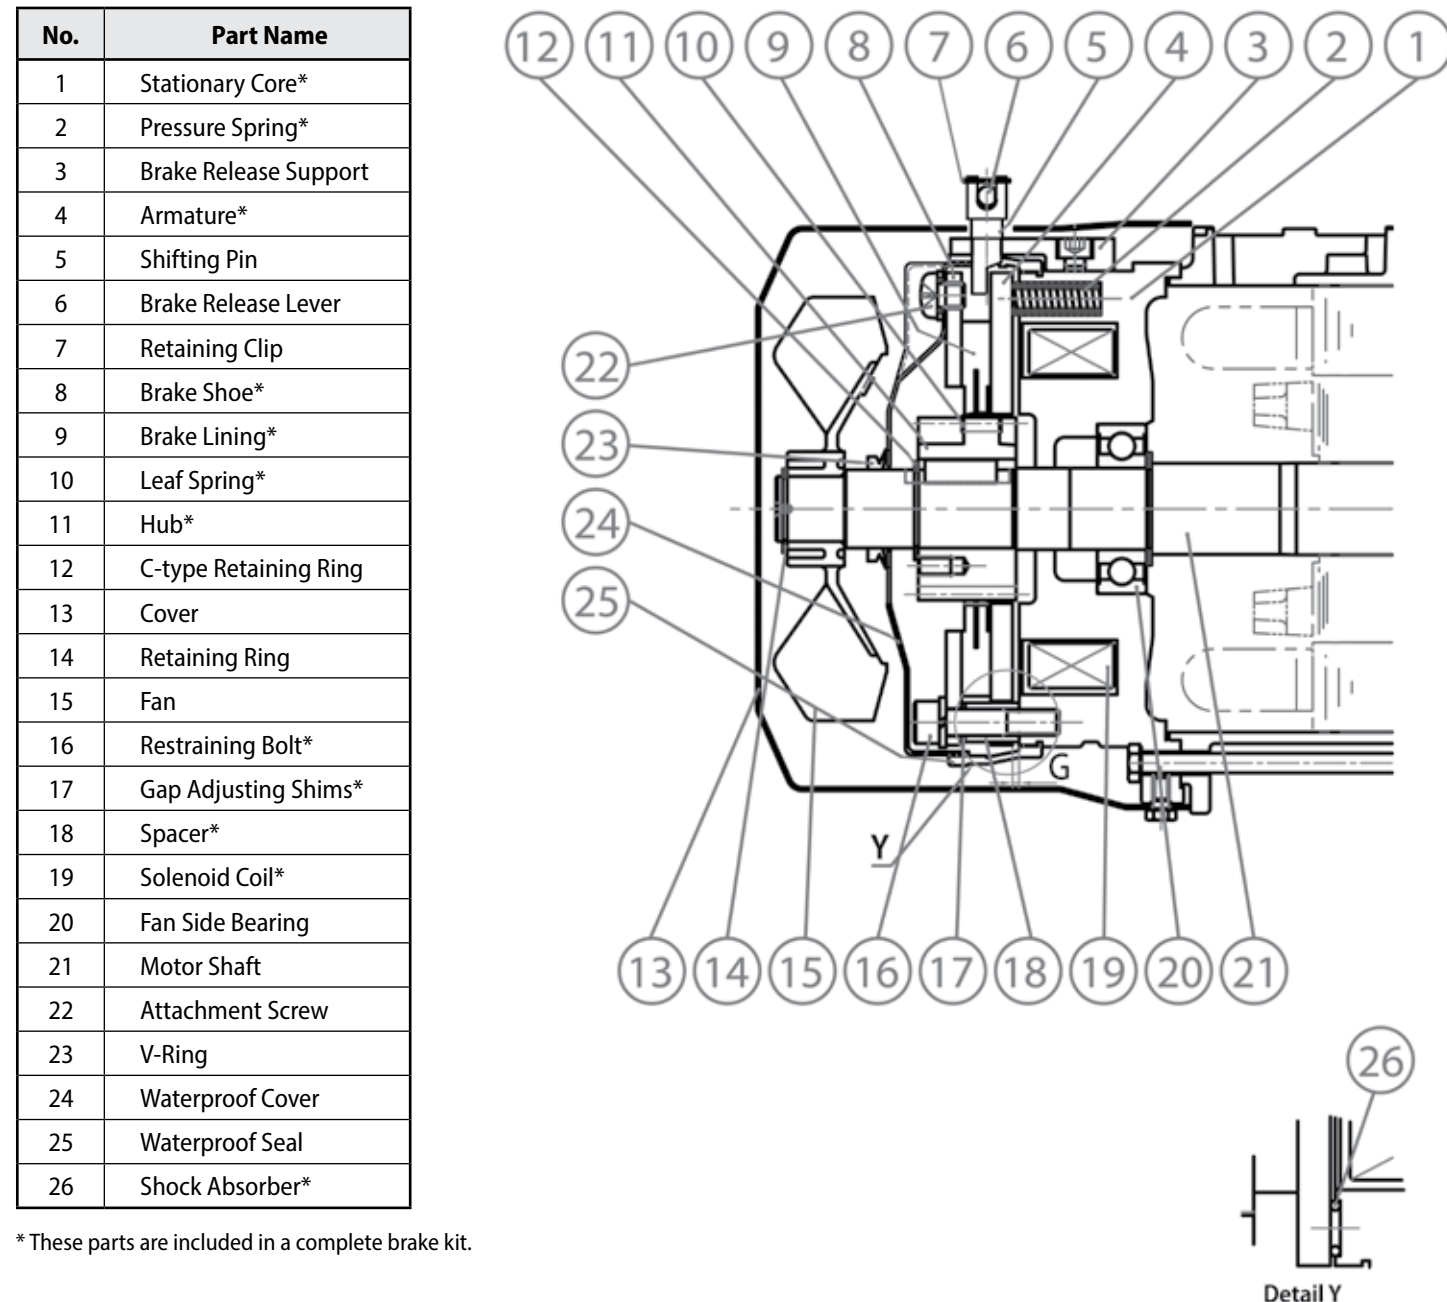 No. Part Name
1 Stationary Core*
2 Pressure Spring*
3 Brake Release Support
4 Armature*
5 Shifting Pin
6 Brake Release Lever
7 Retaining Clip
8 Brake Shoe*
9 Brake Lining*
10 Leaf Spring*
11 Hub*
12 C-type Retaining Ring
13 Cover
14 Retaining Ring
15 Fan
16 Restraining Bolt*
17 Gap Adjusting Shims*
18 Spacer*
19 Solenoid Coil*
20 Fan Side Bearing
21 Motor Shaft
22 Attachment Screw
23 V-Ring
24 Waterproof Cover
25 Waterproof Seal
26 Shock Absorber*
* These parts are included in a complete brake kit.
12 11 10 9 8 7 6 5 4 3 2 1
22
23
24
25
G
Y
13 14 15 16 17 18 19 20 21
26
Detail Y